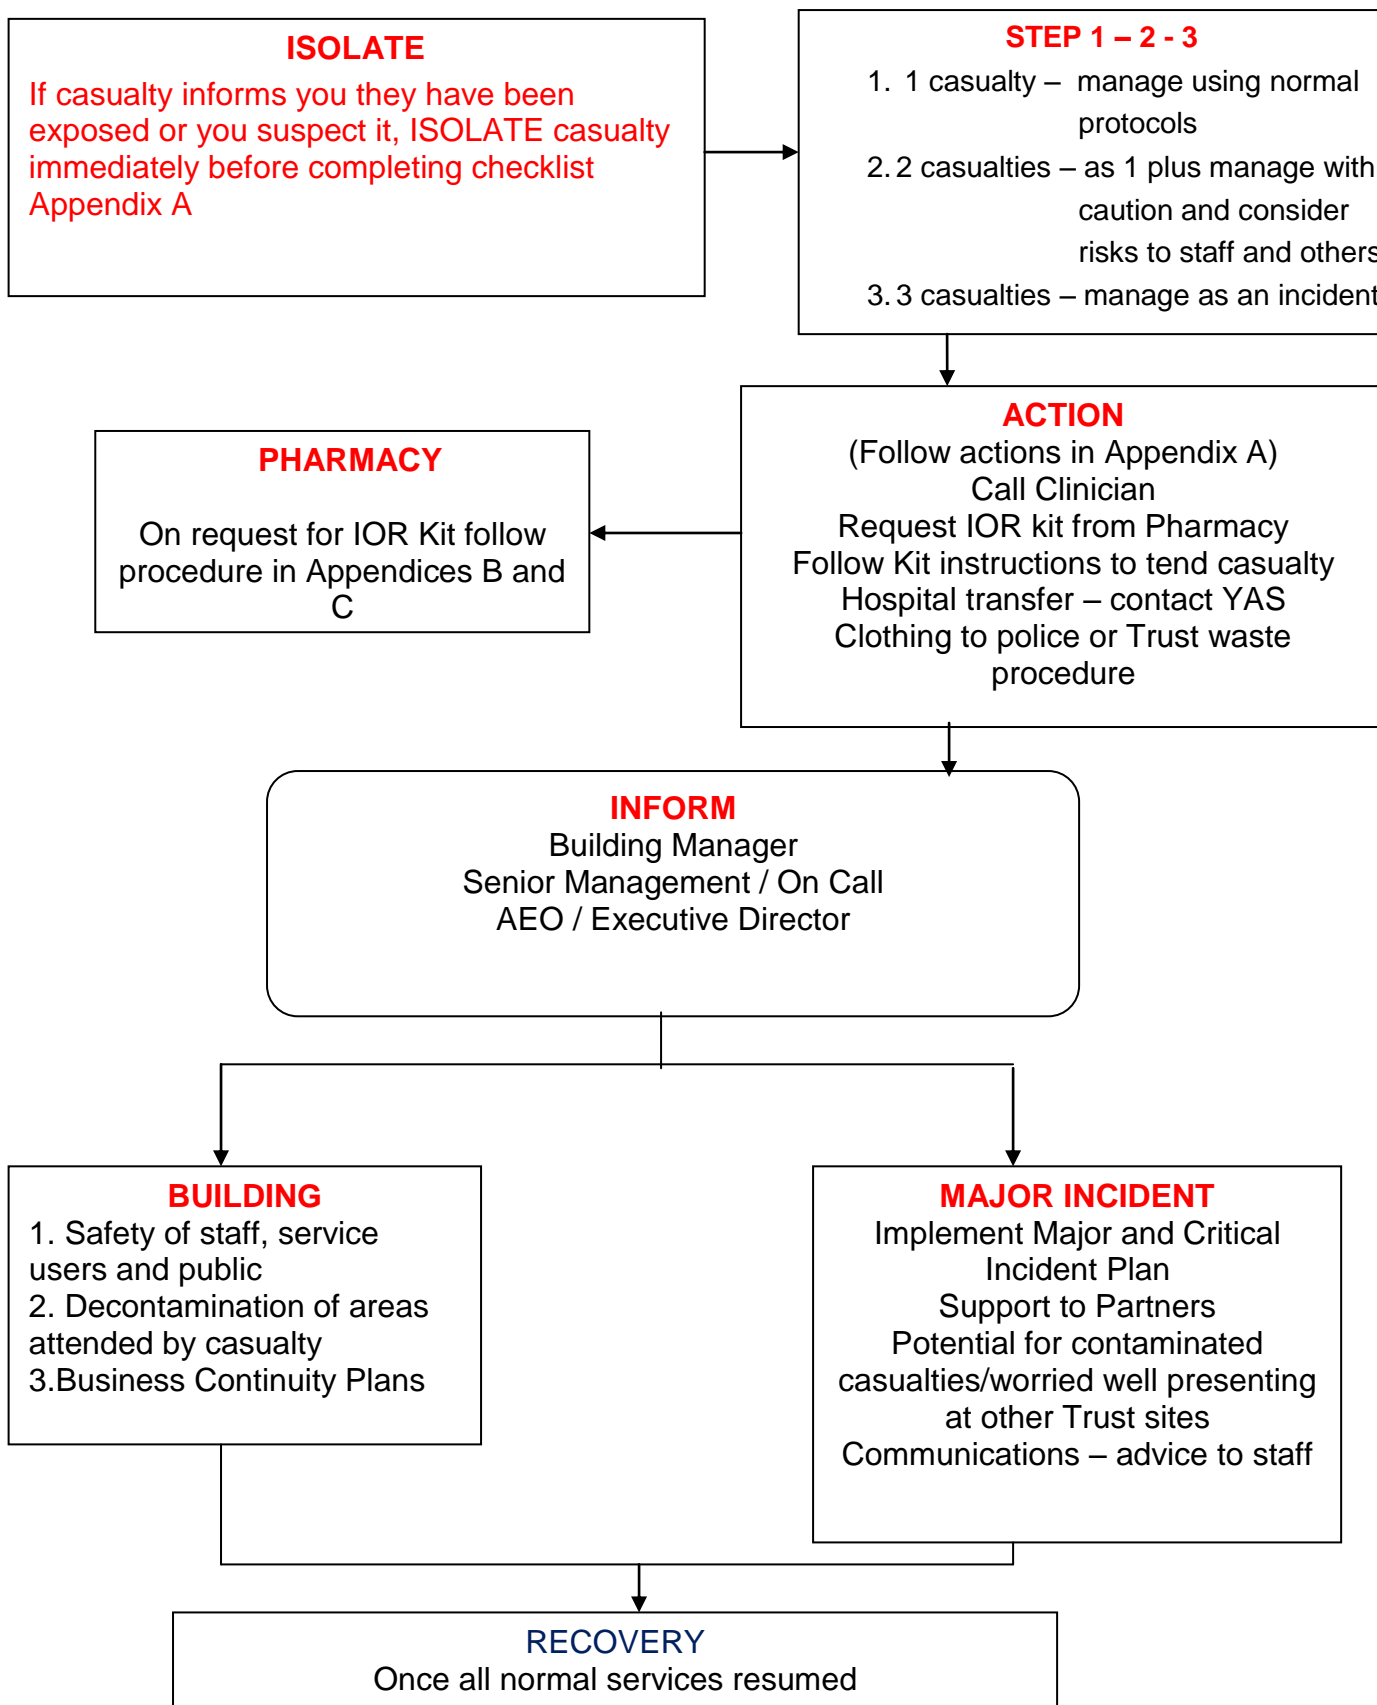 ISOLATE
If casualty informs you they have been
exposed or you suspect it, ISOLATE casualty
immediately before completing checklist
Appendix A
STEP 1 – 2 - 3
1. 1 casualty – manage using normal
protocols
2. 2 casualties – as 1 plus manage with
caution and consider
risks to staff and others
3. 3 casualties – manage as an incident
ACTION
(Follow actions in Appendix A)
Call Clinician
Request IOR kit from Pharmacy
Follow Kit instructions to tend casualty
Hospital transfer – contact YAS
Clothing to police or Trust waste
procedure
PHARMACY
On request for IOR Kit follow
procedure in Appendices B and
C
INFORM
Building Manager
Senior Management / On Call
AEO / Executive Director
BUILDING
1. Safety of staff, service
users and public
2. Decontamination of areas
attended by casualty
3.Business Continuity Plans
MAJOR INCIDENT
Implement Major and Critical
Incident Plan
Support to Partners
Potential for contaminated
casualties/worried well presenting
at other Trust sites
Communications – advice to staff
RECOVERY
Once all normal services resumed